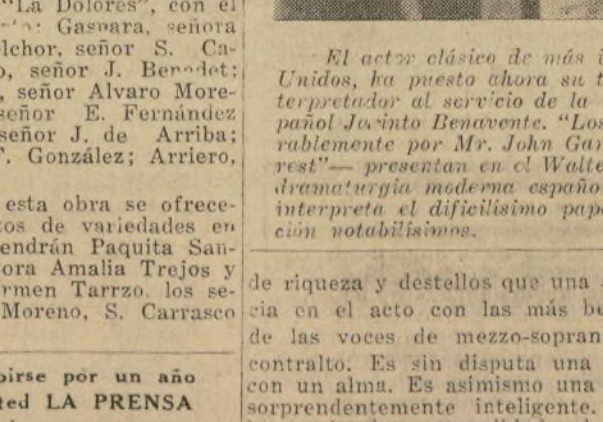 "La Dolores", con el
Gaspara, señora
lchor, señor S. Ca-
o, señor J. Benedet;
, señor Alvaro More-
señor E. Fernández
señor J. de Arriba;
T. González; Arriero,
esta obra se ofrece-
tos de variedades en
endrán Paquita San-
ora Amalia Trejos y
rmen Tarrzo. los se-
Moreno, S. Carrasco
birse por un año
ted LA PRENSA
El actor clásico de más i
Unidos, ha puesto ahora su t
terpretador al servicio de la
pañol Jacinto Benavente. "Los
rablemente por Mr. John Gar
rest"— presentan en el Walte
dramaturgia moderna españo
interpreta el dificilísimo pape
ción notabilísimos.
de riqueza y destellos que una
cia en el acto con las más be
de las voces de mezzo-sopran
contralto. Es sin disputa una
con un alma. Es asimismo una
sorprendentemente inteligente.